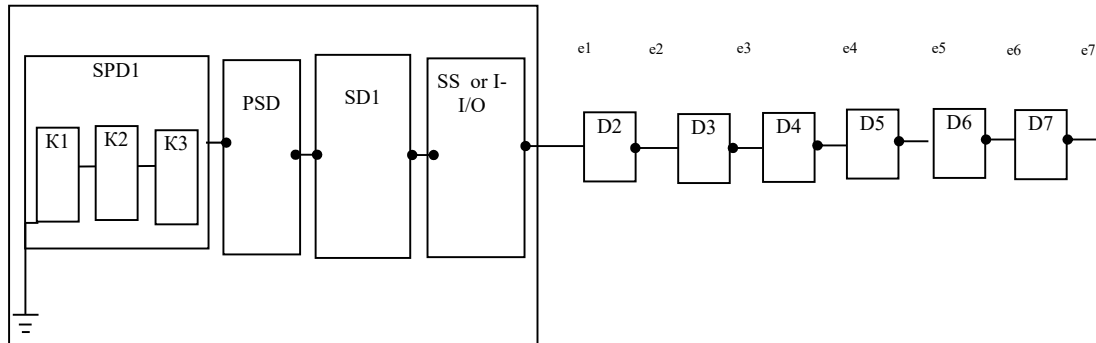 e1 e2 e3 e4 e5 e6 e7
SPD1
PSD
SD1
SS or I-
I/O
K1 K2 K3
D2 D3 D4 D5 D6 D7